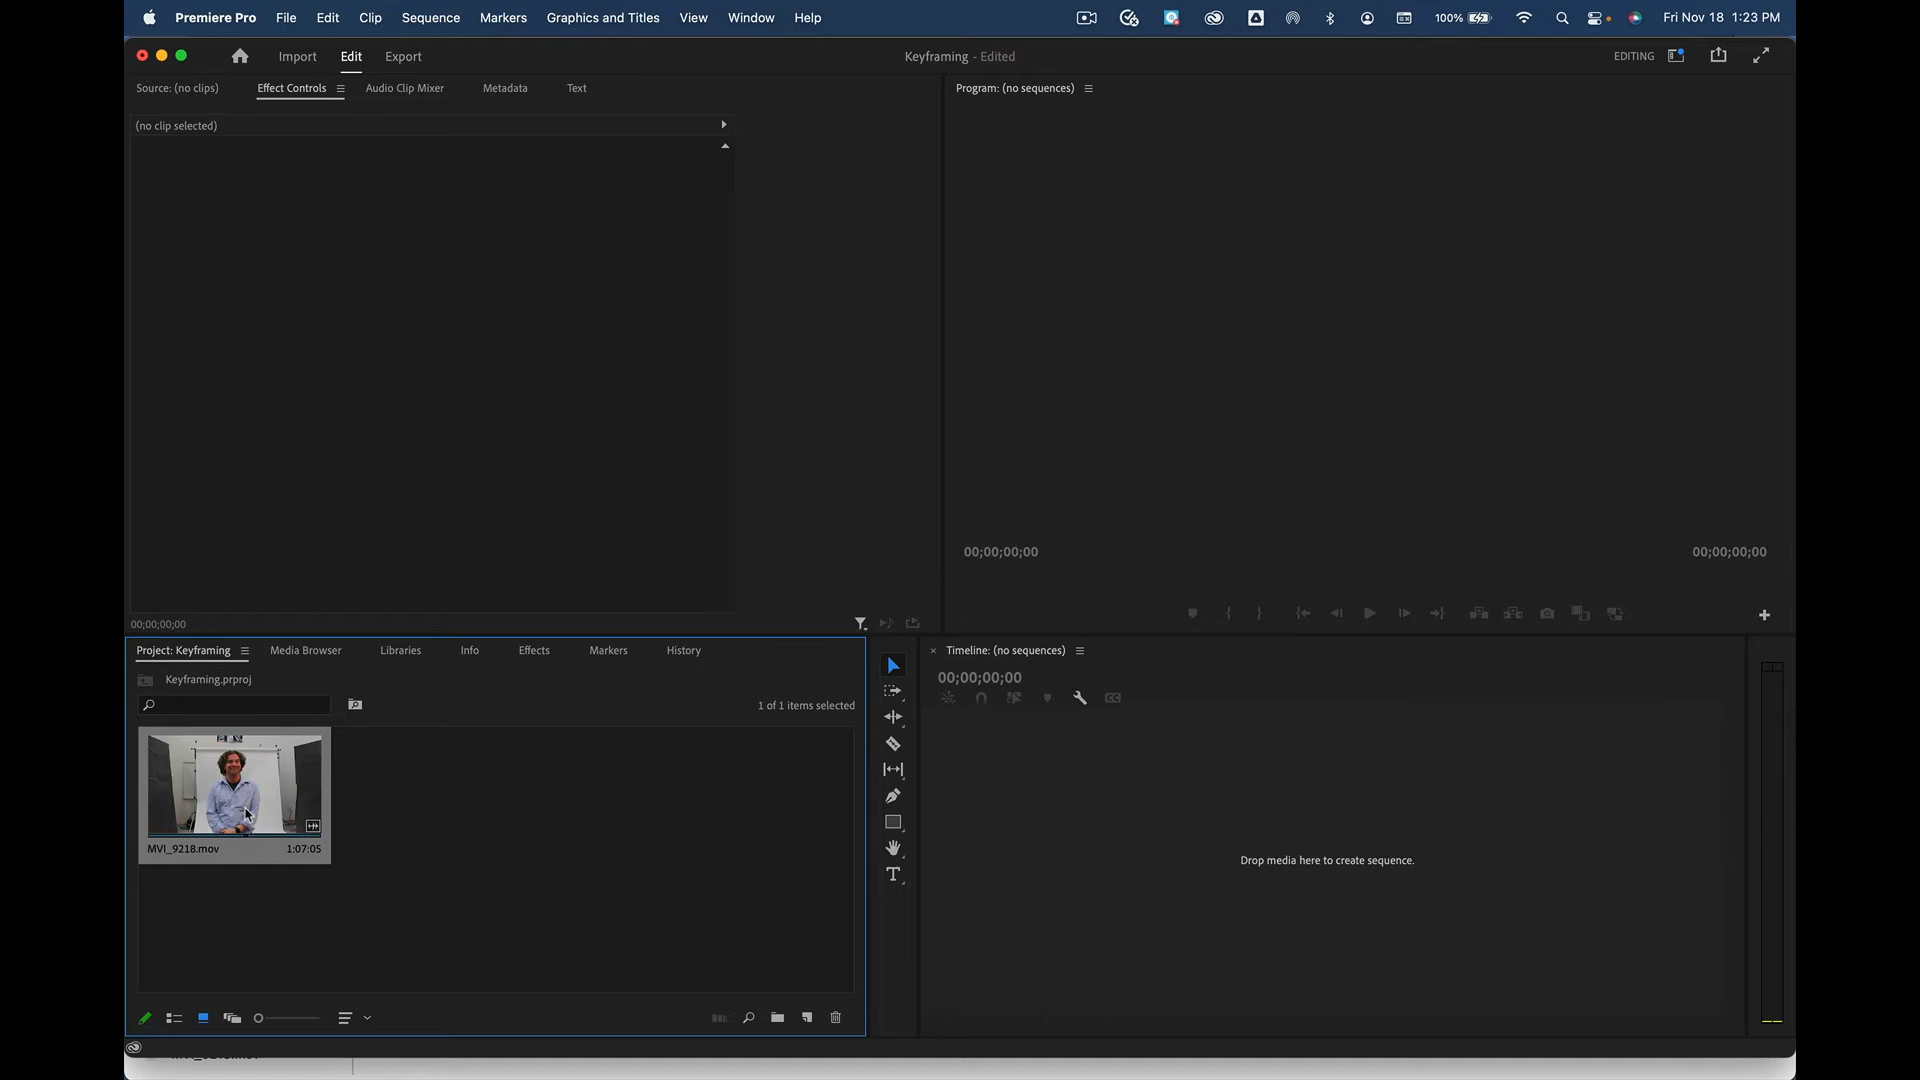 Premiere Pro File Edit Clip Sequence Markers Graphics and Titles View Window Help 100% Fri Nov 18 1:23 PM
Import Edit Export Keyframing - Edited EDITING
Source: (no clips) Effect Controls Audio Clip Mixer Metadata Text Program: (no sequences)
(no clip selected)
00;00;00;00 00;00;00;00
00;00;00;00
Project: Keyframing Media Browser Libraries Info Effects Markers History Timeline: (no sequences)
Keyframing.prproj 00;00;00;00
1 of 1 items selected CC
MVI_9218.mov 1:07:05
Drop media here to create sequence.